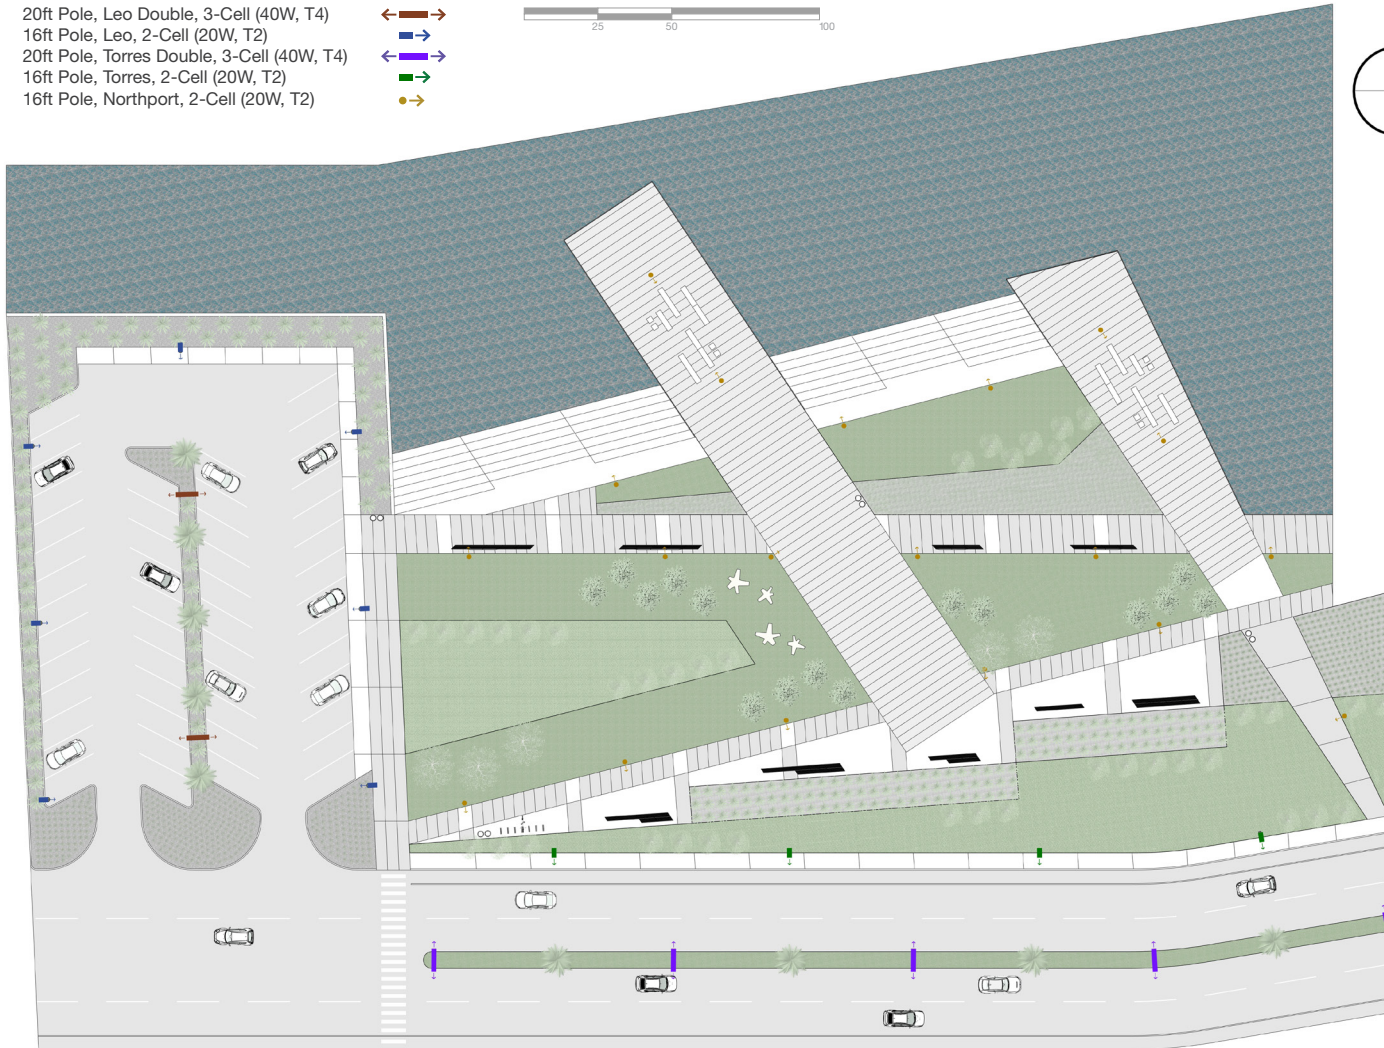 20ft Pole, Leo Double, 3-Cell (40W, T4)
16ft Pole, Leo, 2-Cell (20W, T2)
20ft Pole, Torres Double, 3-Cell (40W, T4)
16ft Pole, Torres, 2-Cell (20W, T2)
16ft Pole, Northport, 2-Cell (20W, T2)
25 50 100